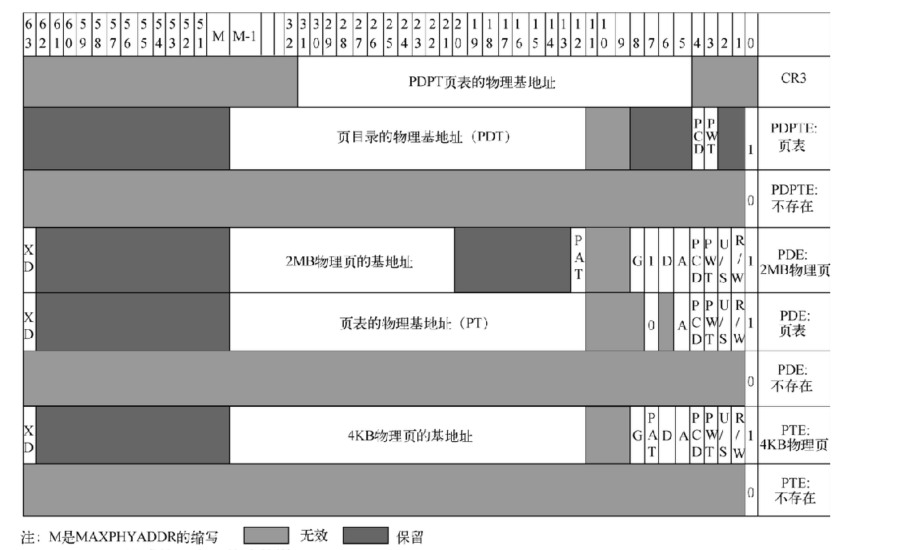 63 62 61 60 59 58 57 56 55 54 53 52 51 M M-1 32 31 30 29 28 27 26 25 24 23 22 21 20 19 18 17 16 15 14 13 12 11 10 9 8 7 6 5 4 3 2 1 0
PDPT页表的物理基地址 CR3
页目录的物理基地址（PDT） PCD PWT 1 PDPTE: 页表
0 PDPTE: 不存在
XD 2MB物理页的基地址 PAT G 1 D A PCD PWT U/S R/W 1 PDE: 2MB物理页
XD 页表的物理基地址（PT） 0 A PCD PWT U/S R/W 1 PDE: 页表
0 PDE: 不存在
XD 4KB物理页的基地址 G PAT D A PCD PWT U/S R/W 1 PTE: 4KB物理页
0 PTE: 不存在
注：M是MAXPHYADDR的缩写 无效 保留